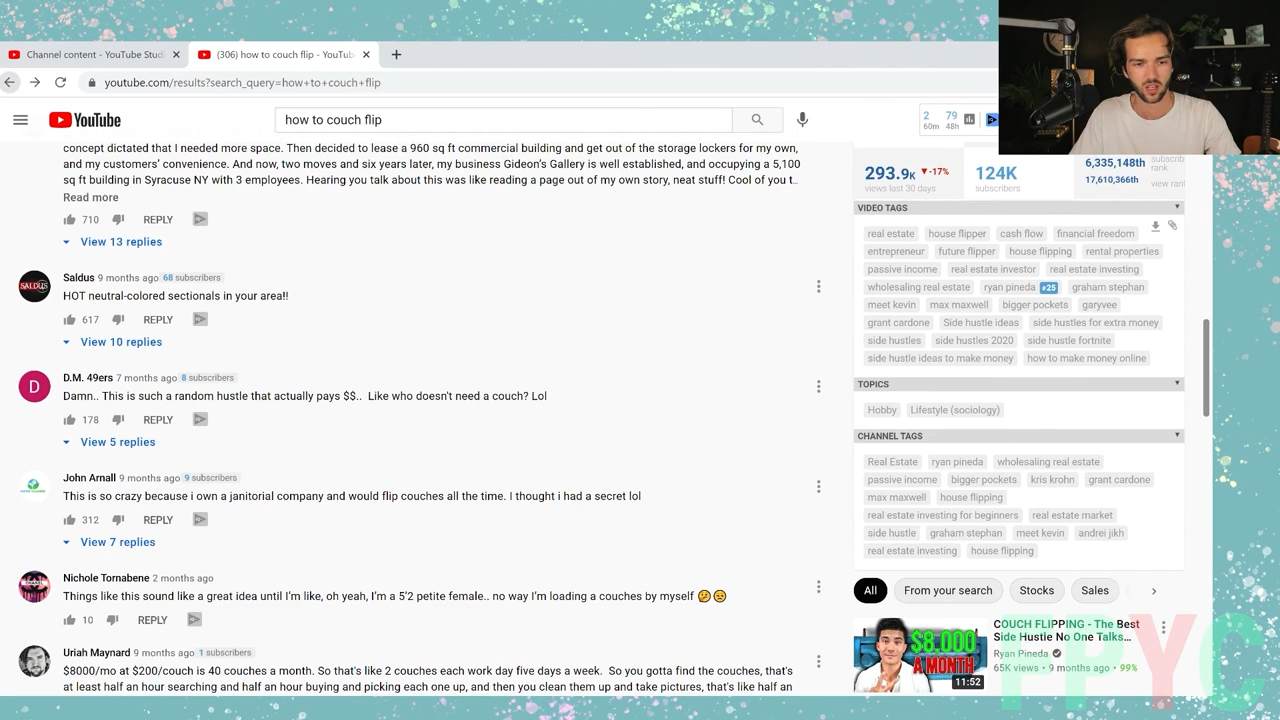 Channel content - YouTube Studi
(306) how to couch flip - YouTub
youtube.com/results?search_query=how+to+couch+flip
YouTube
how to couch flip
2
60m
79
48h
concept dictated that I needed more space. Then decided to lease a 960 sq ft commercial building and get out of the storage lockers for my own,
and my customers' convenience. And now, two moves and six years later, my business Gideon's Gallery is well established, and occupying a 5,100
sq ft building in Syracuse NY with 3 employees. Hearing you talk about this was like reading a page out of my own story, neat stuff! Cool of you t...
Read more
710 REPLY
View 13 replies
Saldus 9 months ago 68 subscribers
HOT neutral-colored sectionals in your area!!
617 REPLY
View 10 replies
D.M. 49ers 7 months ago 8 subscribers
Damn.. This is such a random hustle that actually pays $$.. Like who doesn't need a couch? Lol
178 REPLY
View 5 replies
John Arnall 9 months ago 9 subscribers
This is so crazy because i own a janitorial company and would flip couches all the time. I thought i had a secret lol
312 REPLY
View 7 replies
Nichole Tornabene 2 months ago
Things like this sound like a great idea until I'm like, oh yeah, I'm a 5'2 petite female.. no way I'm loading a couches by myself 😕😒
10 REPLY
Uriah Maynard 9 months ago 1 subscribers
$8000/mo at $200/couch is 40 couches a month. So that's like 2 couches each work day five days a week. So you gotta find the couches, that's
at least half an hour searching and half an hour buying and picking each one up, and then you clean them up and take pictures, that's like half an
293.9K ▼-17%
views last 30 days
124K
subscribers
6,335,148th subscrib
rank
17,610,366th view rank
VIDEO TAGS
real estate house flipper cash flow financial freedom
entrepreneur future flipper house flipping rental properties
passive income real estate investor real estate investing
wholesaling real estate ryan pineda #25 graham stephan
meet kevin max maxwell bigger pockets garyvee
grant cardone Side hustle ideas side hustles for extra money
side hustles side hustles 2020 side hustle fortnite
side hustle ideas to make money how to make money online
TOPICS
Hobby Lifestyle (sociology)
CHANNEL TAGS
Real Estate ryan pineda wholesaling real estate
passive income bigger pockets kris krohn grant cardone
max maxwell house flipping
real estate investing for beginners real estate market
side hustle graham stephan meet kevin andrei jikh
real estate investing house flipping
All From your search Stocks Sales
$8,000
A MONTH
11:52
COUCH FLIPPING - The Best
Side Hustle No One Talks...
Ryan Pineda
65K views • 9 months ago • 99%
PPYC